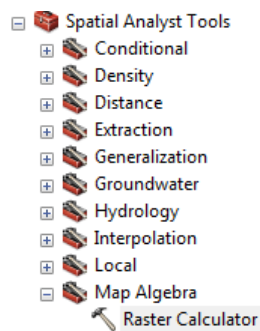 Spatial Analyst Tools
Conditional
Density
Distance
Extraction
Generalization
Groundwater
Hydrology
Interpolation
Local
Map Algebra
Raster Calculator